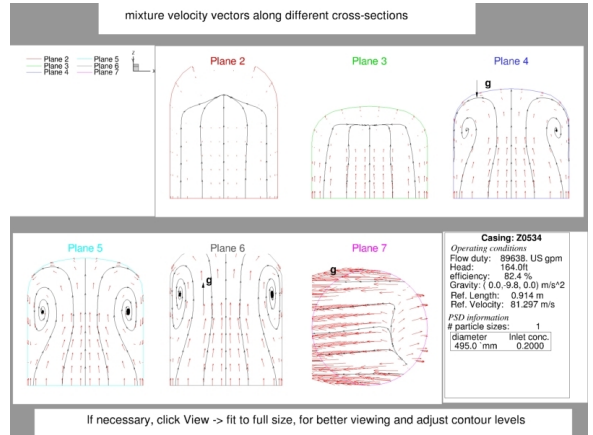 mixture velocity vectors along different cross-sections
Plane 2 Plane 5
Plane 3 Plane 6
Plane 4 Plane 7
z
x
Plane 2 Plane 3 Plane 4
g
Plane 5 Plane 6 Plane 7
g
g
Casing: Z0534
Operating conditions
Flow duty: 89638. US gpm
Head: 164.0ft
efficiency: 82.4 %
Gravity: ( 0.0,-9.8, 0.0) m/s^2
Ref. Length: 0.914 m
Ref. Velocity: 81.297 m/s
PSD information
# particle sizes: 1
diameter Inlet conc.
495.0 `mm 0.2000
If necessary, click View -> fit to full size, for better viewing and adjust contour levels